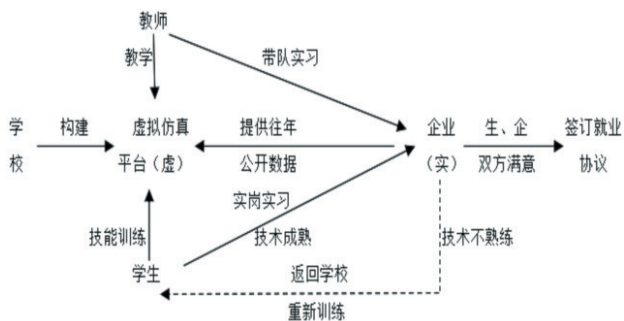 教师
教学
带队实习
学 构建 虚拟仿真 提供往年 企业 生、企 签订就业
校 平台（虚） 公开数据 （实） 双方满意 协议
实岗实习
技能训练 技术成熟 技术不熟练
学生 返回学校
重新训练